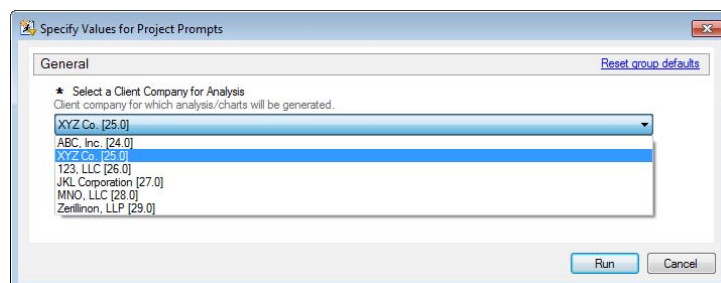 Specify Values for Project Prompts
General
Reset group defaults
* Select a Client Company for Analysis
Client company for which analysis/charts will be generated.
XYZ Co. [25.0]
ABC, Inc. [24.0]
XYZ Co. [25.0]
123, LLC [26.0]
JKL Corporation [27.0]
MNO, LLC [28.0]
Zerillinon, LLP [29.0]
Run
Cancel